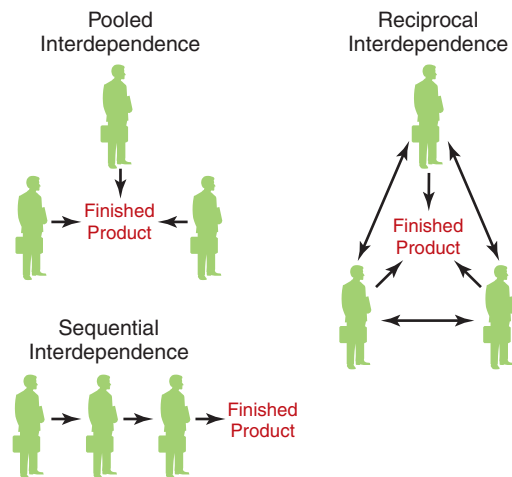 Pooled
Interdependence
Finished
Product
Reciprocal
Interdependence
Finished
Product
Sequential
Interdependence
Finished
Product